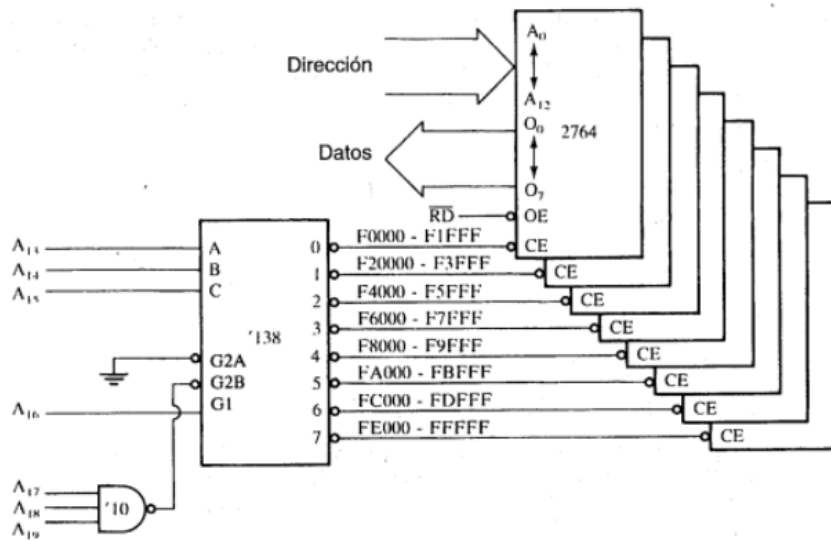 Dirección
A₀
A₁₂
O₀
2764
Datos
O₇
R̅D̅
OE
A₁₃
A
0
F0000 - F1FFF
CE
A₁₄
B
1
F20000 - F3FFF
CE
A₁₅
C
2
F4000 - F5FFF
CE
3
F6000 - F7FFF
CE
'138
4
F8000 - F9FFF
CE
G2A
5
FA000 - FBFFF
CE
G2B
A₁₆
G1
6
FC000 - FDFFF
CE
7
FE000 - FFFFF
CE
A₁₇
A₁₈
'10
A₁₉